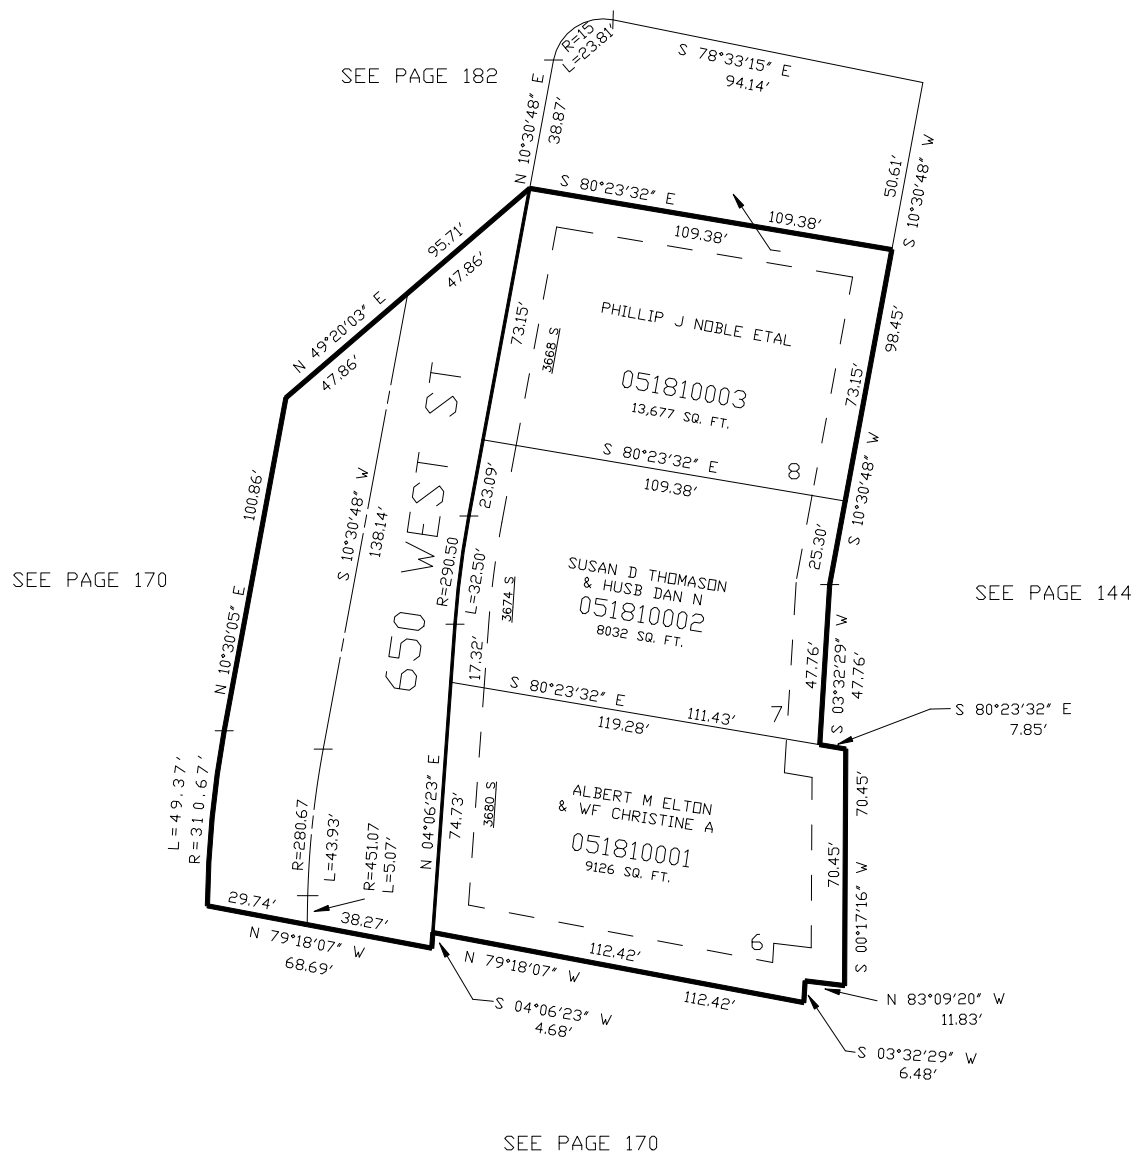 R=15
L=23.81'
S 78°33'15" E
94.14'
SEE PAGE 182
N 10°30'48" E
38.87'
50.61'
S 10°30'48" W
S 80°23'32" E
109.38'
109.38'
95.71'
47.86'
N 49°20'03" E
47.86'
73.15'
3668 S
PHILLIP J NOBLE ETAL
051810003
13,677 SQ. FT.
98.45'
73.15'
S 80°23'32" E
109.38'
8
S 10°30'48" W
100.86'
S 10°30'48" W
138.14'
650 WEST ST
23.09'
R=290.50
L=32.50'
3674 S
SUSAN D THOMASON
& HUSB DAN N
051810002
8032 SQ. FT.
25.30'
SEE PAGE 170
SEE PAGE 144
N 10°30'05" E
17.32'
47.76'
S 03°32'29" W
47.76'
S 80°23'32" E
111.43'
119.28'
7
S 80°23'32" E
7.85'
N 04°06'23" E
74.73'
3680 S
ALBERT M ELTON
& WF CHRISTINE A
051810001
9126 SQ. FT.
70.45'
70.45'
S 00°17'16" W
L=49.37'
R=310.67'
R=280.67
L=43.93'
R=451.07
L=5.07'
29.74'
38.27'
N 79°18'07" W
68.69'
6
112.42'
N 79°18'07" W
112.42'
S 04°06'23" W
4.68'
N 83°09'20" W
11.83'
S 03°32'29" W
6.48'
SEE PAGE 170